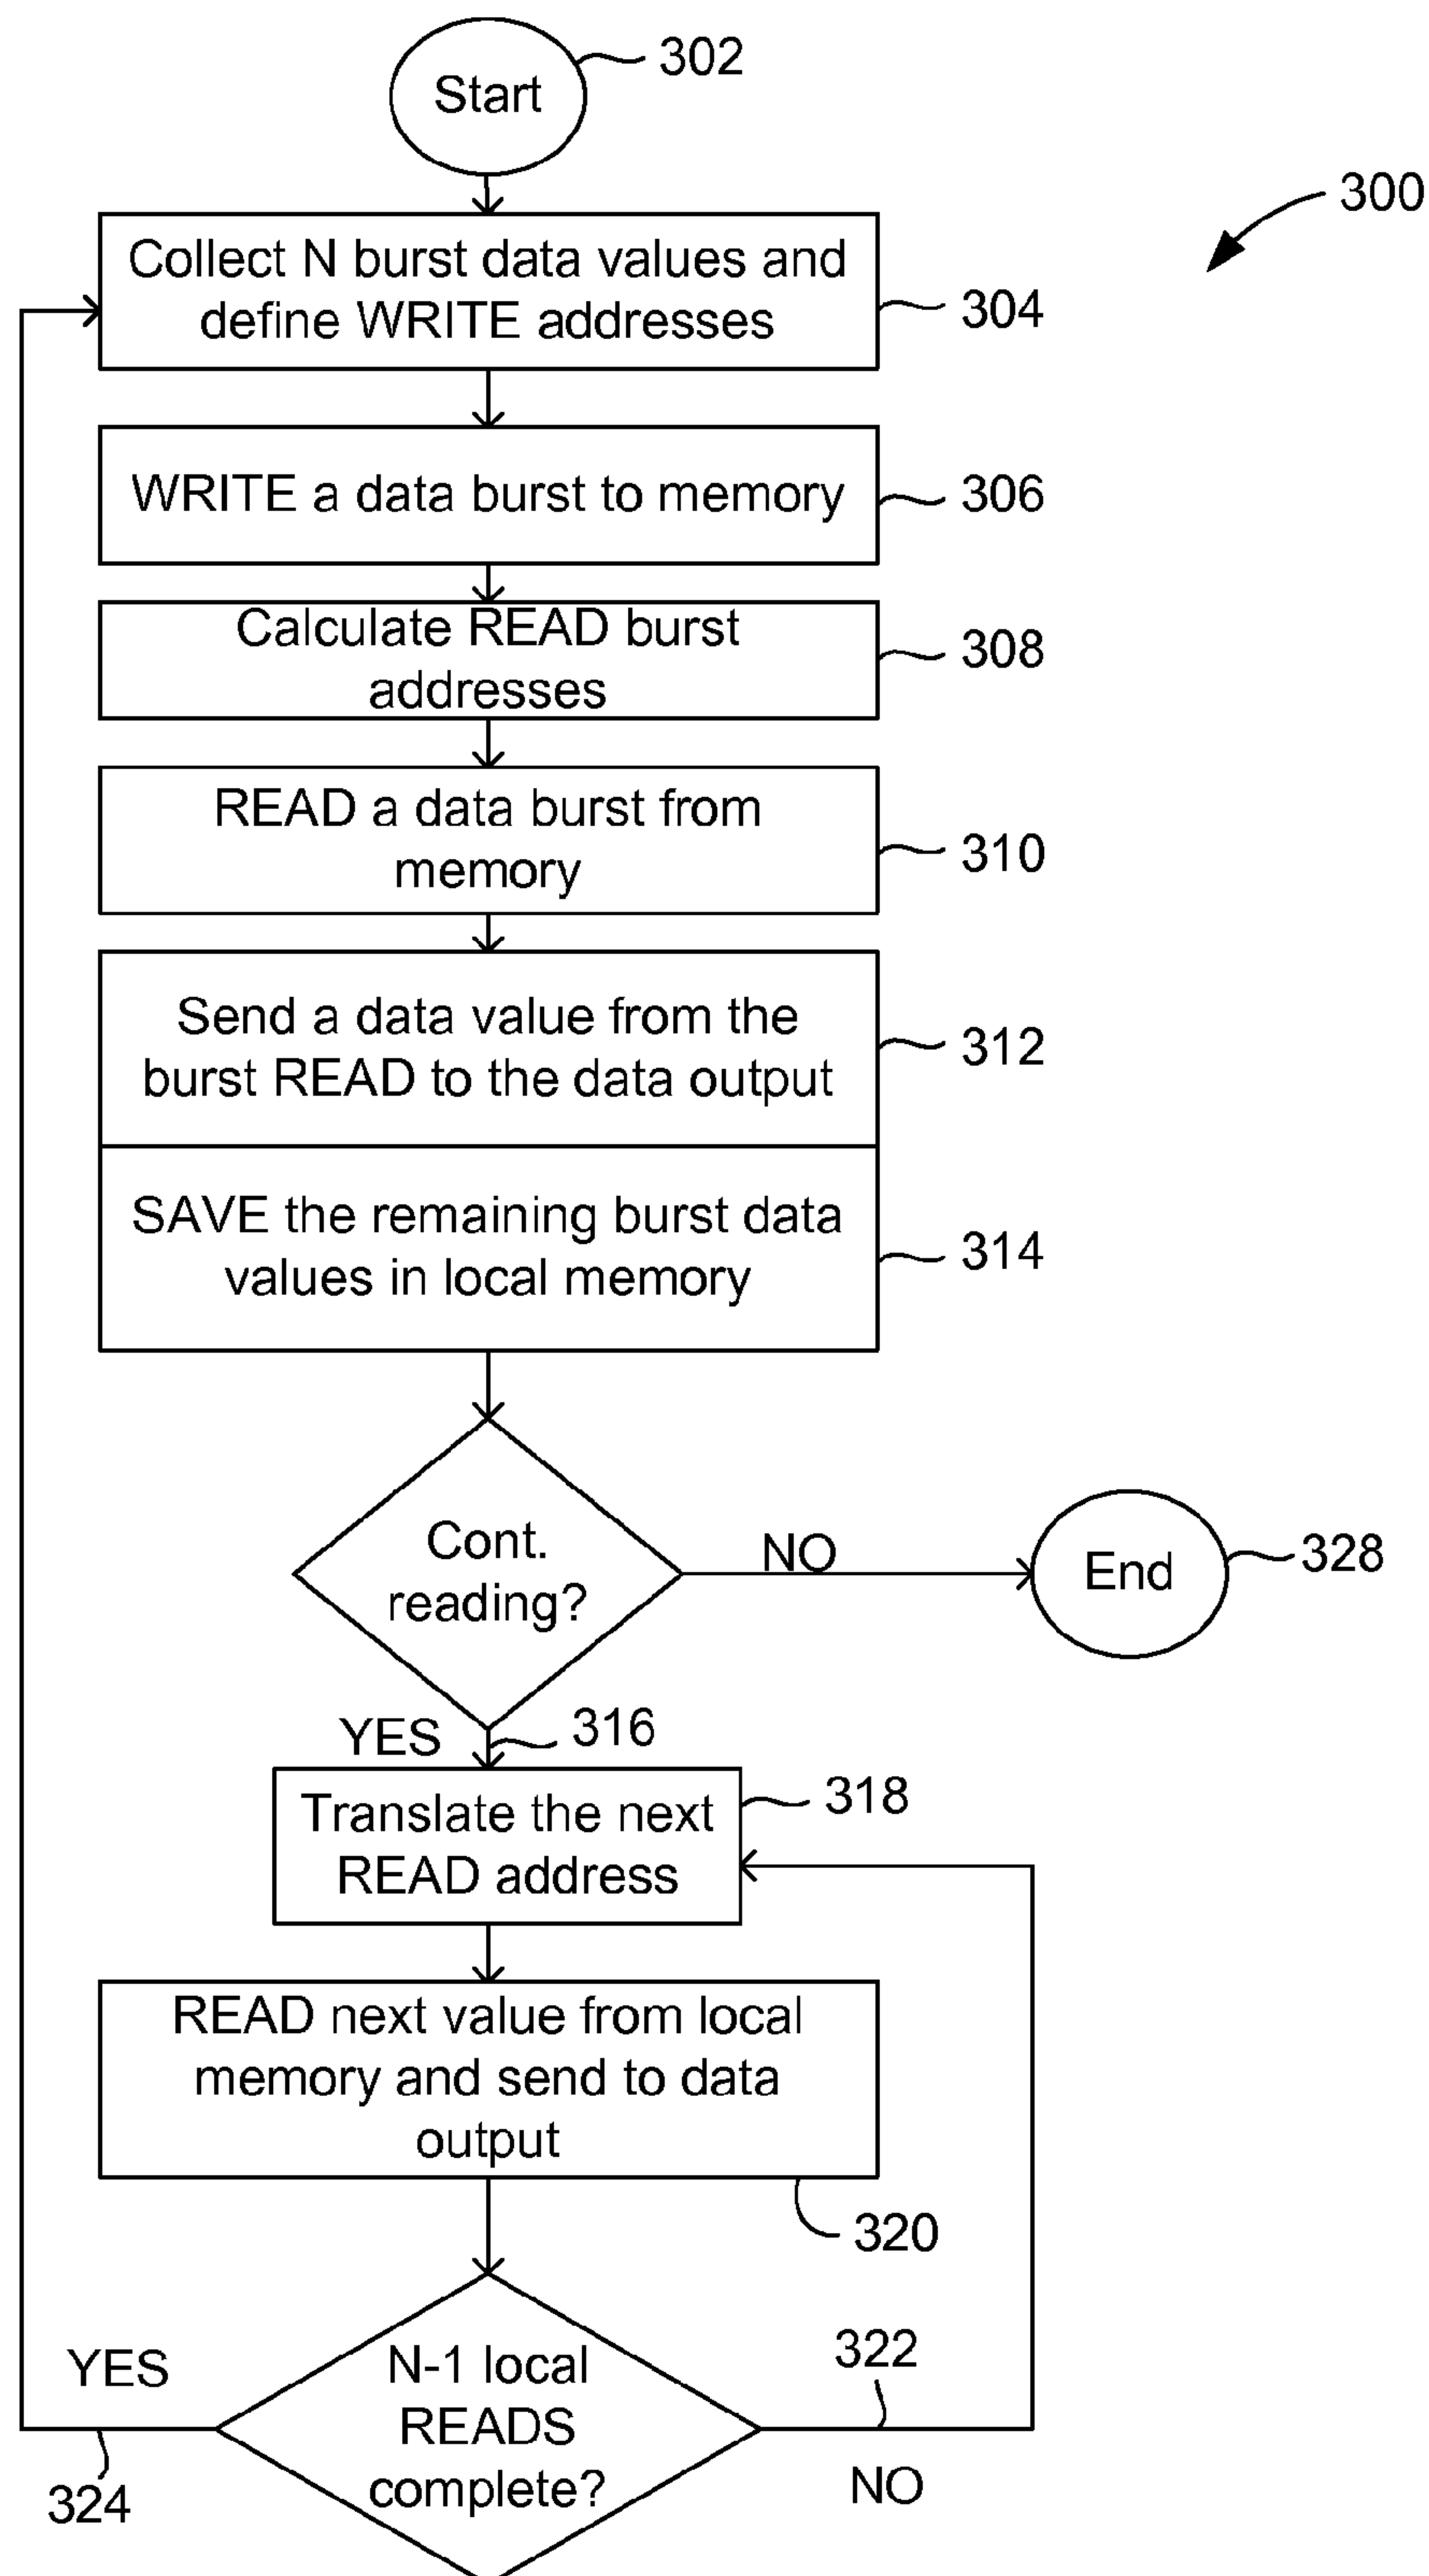 Start
302
300
Collect N burst data values and
define WRITE addresses
304
WRITE a data burst to memory
306
Calculate READ burst
addresses
308
READ a data burst from
memory
310
Send a data value from the
burst READ to the data output
312
SAVE the remaining burst data
values in local memory
314
Cont.
reading?
NO
End
328
YES
316
Translate the next
READ address
318
READ next value from local
memory and send to data
output
320
N-1 local
READS
complete?
YES
324
322
NO